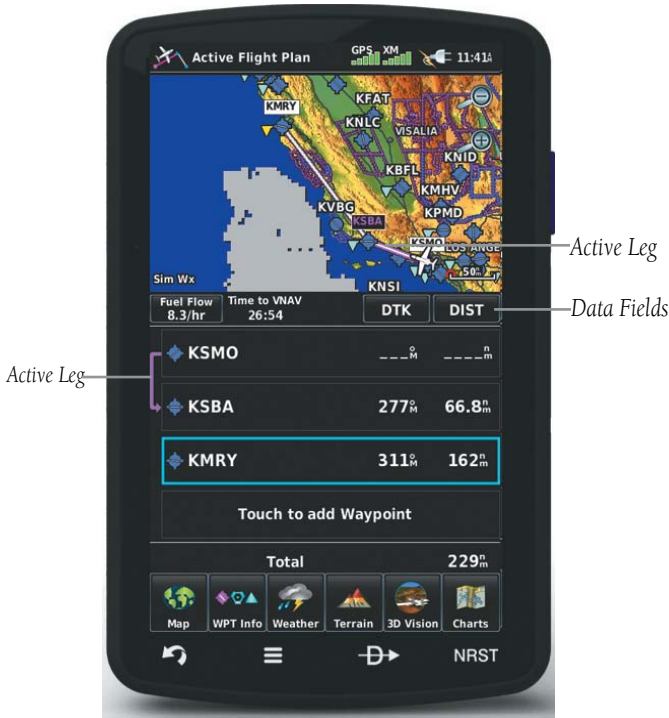 Active Flight Plan GPS XM 11:41A
KMRY
KFAT
KNLC
VISALIA
KNID
KBFL
KMHV
KVBG
KPMD
KSBA
KSMO
LOS ANGE
Active Leg
Sim Wx
KNSI
50nm
Fuel Flow
8.3/hr
Time to VNAV
26:54
DTK
DIST
Data Fields
Active Leg
KSMO ___°M ____nm
KSBA 277°M 66.8nm
KMRY 311°M 162nm
Touch to add Waypoint
Total 229nm
Map
WPT Info
Weather
Terrain
3D Vision
Charts
D
NRST